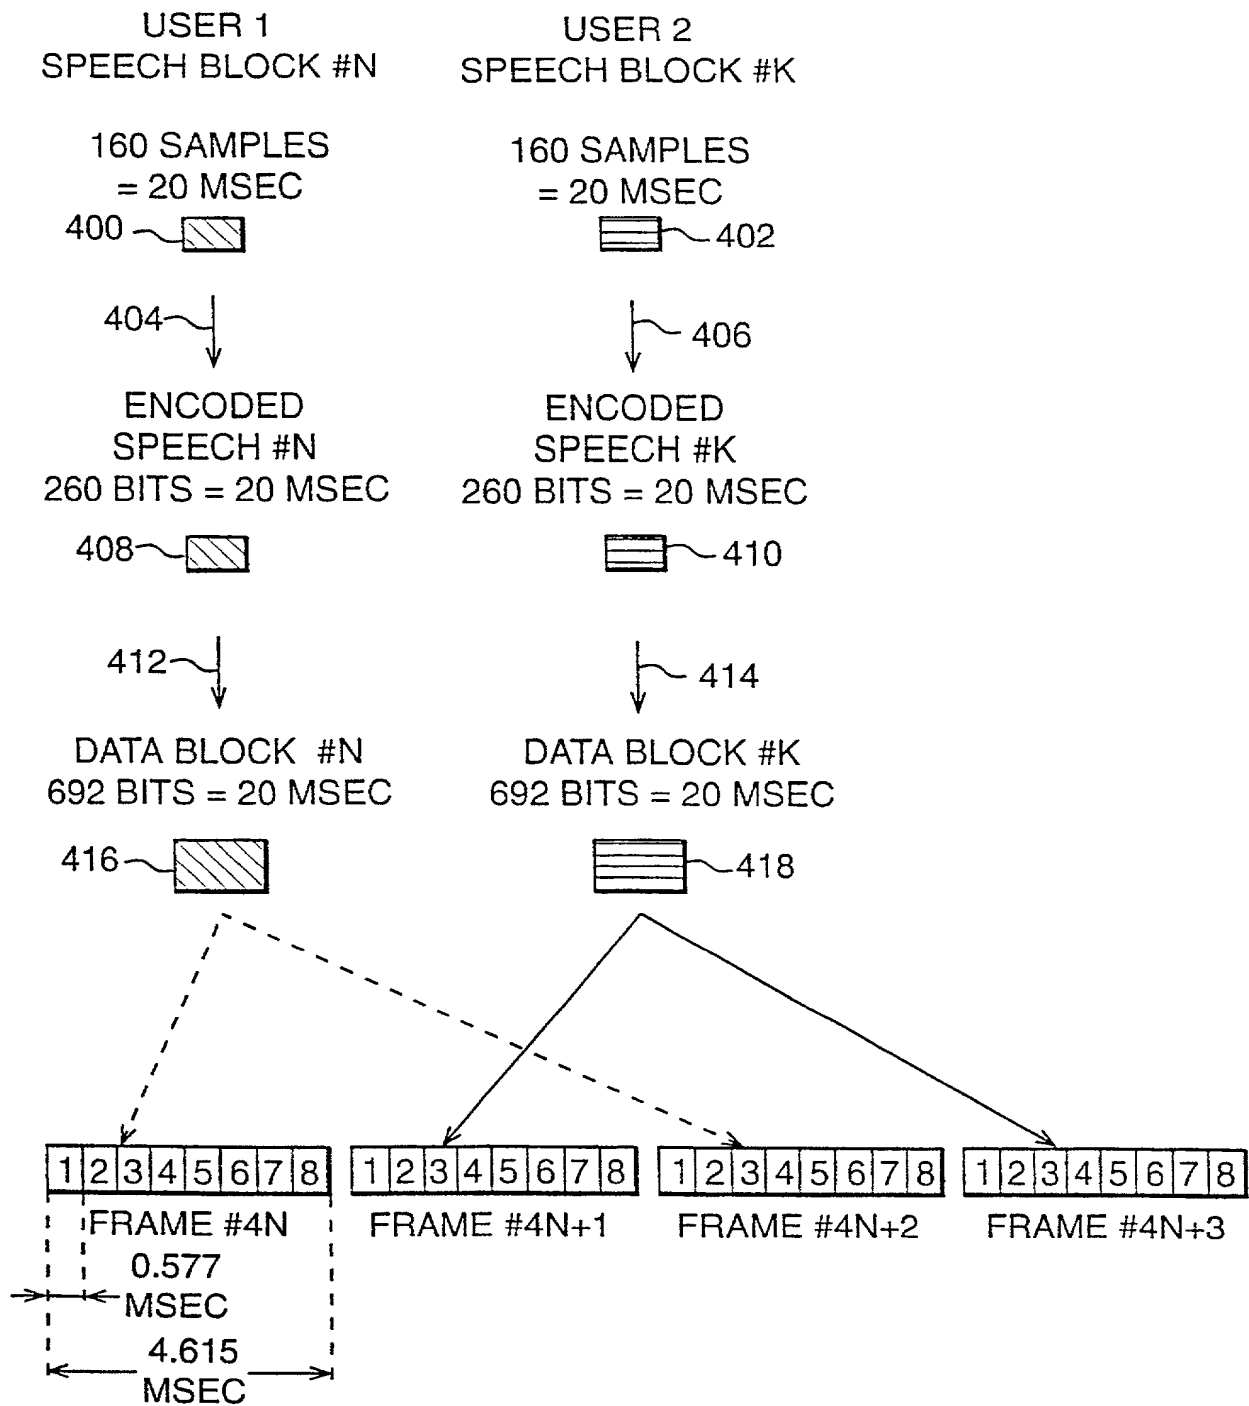 USER 1
SPEECH BLOCK #N
USER 2
SPEECH BLOCK #K
160 SAMPLES
= 20 MSEC
160 SAMPLES
= 20 MSEC
400
402
404
406
ENCODED
SPEECH #N
260 BITS = 20 MSEC
ENCODED
SPEECH #K
260 BITS = 20 MSEC
408
410
412
414
DATA BLOCK #N
692 BITS = 20 MSEC
DATA BLOCK #K
692 BITS = 20 MSEC
416
418
1 2 3 4 5 6 7 8
1 2 3 4 5 6 7 8
1 2 3 4 5 6 7 8
1 2 3 4 5 6 7 8
FRAME #4N
FRAME #4N+1
FRAME #4N+2
FRAME #4N+3
0.577
MSEC
4.615
MSEC